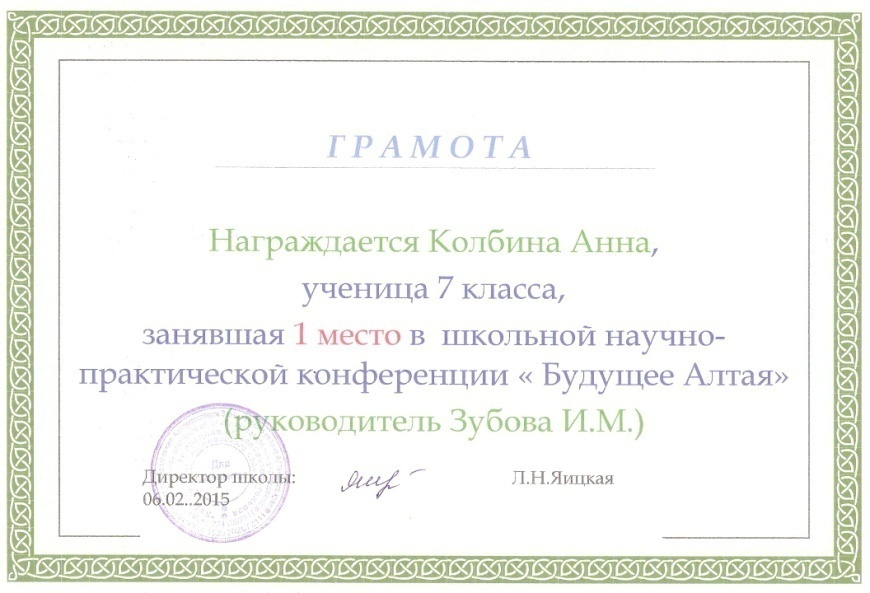 ГРАМОТА
Награждается Колбина Анна,
ученица 7 класса,
занявшая 1 место в школьной научно-
практической конференции « Будущее Алтая»
(руководитель Зубова И.М.)
Директор школы:
Л.Н.Яицкая
06.02..2015